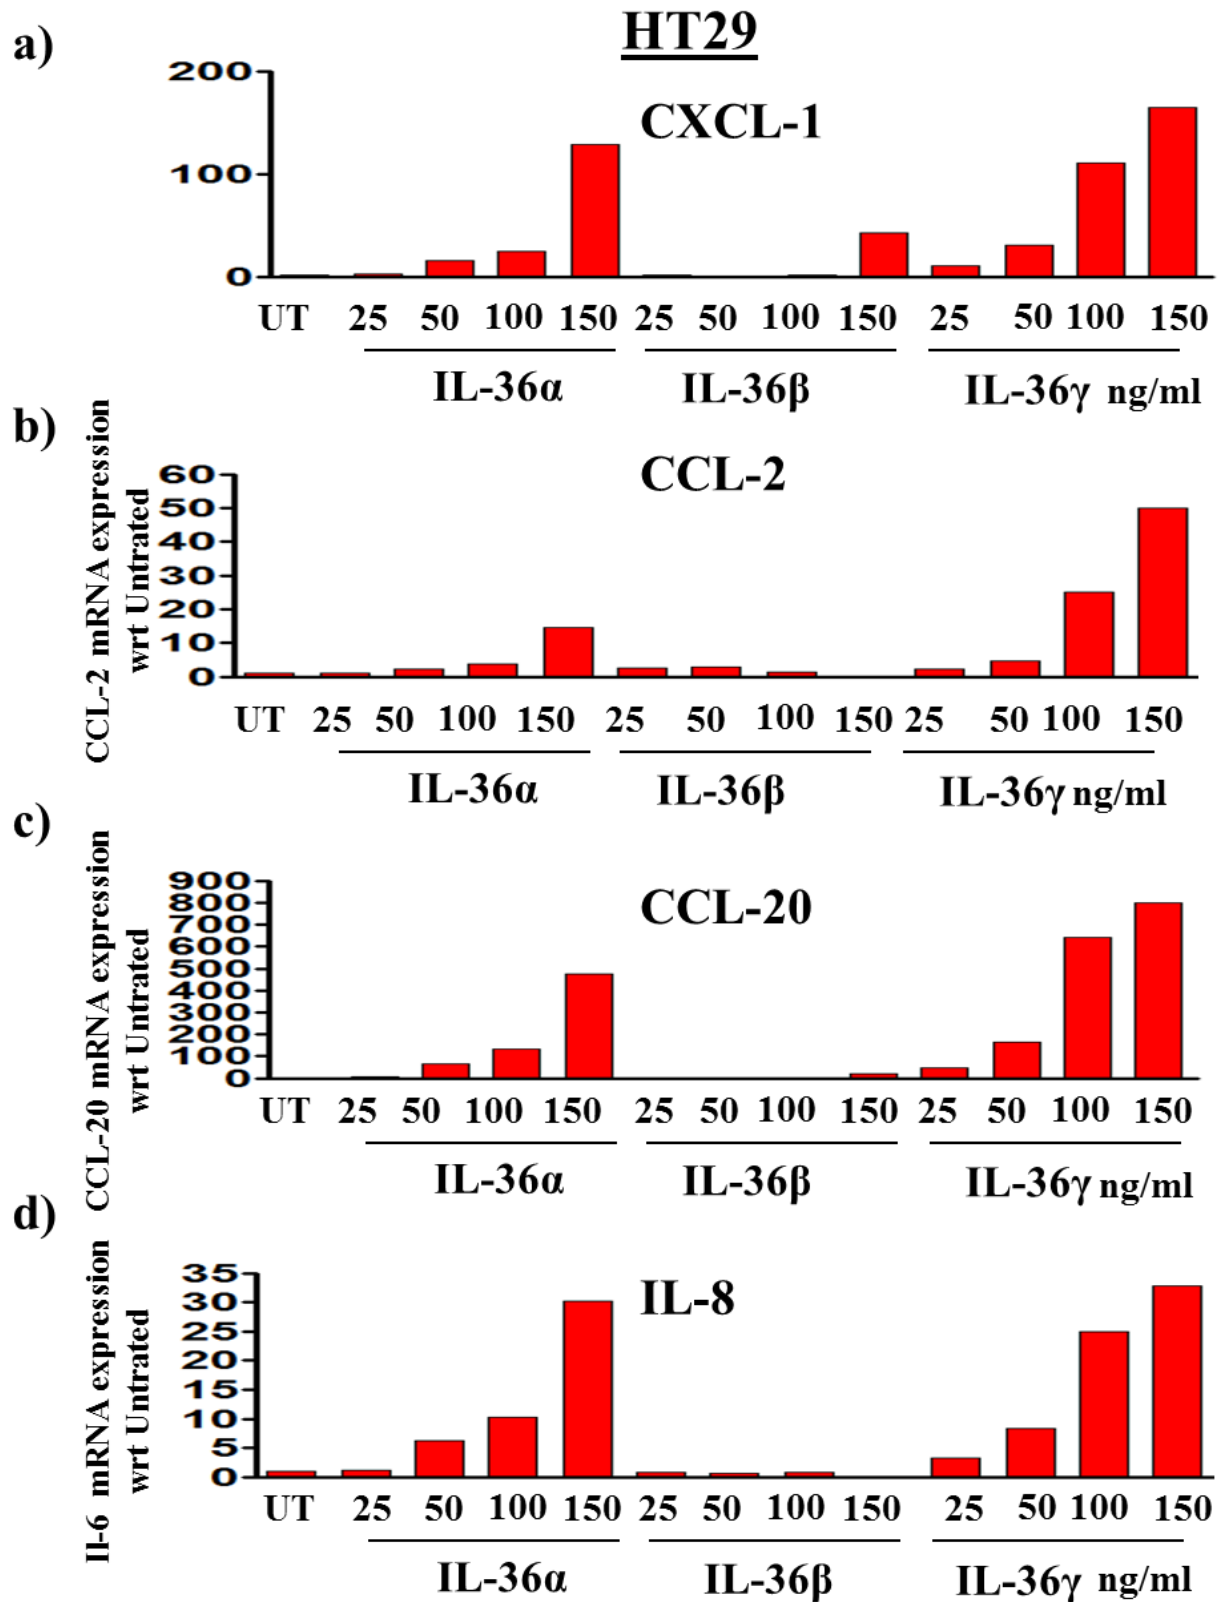 a)
HT29
CXCL-1
200
100
0
UT 25 50 100 150 25 50 100 150 25 50 100 150
IL-36α IL-36β IL-36γ ng/ml
b)
CCL-2
CCL-2 mRNA expression
wrt Untrated
60
50
40
30
20
10
0
UT 25 50 100 150 25 50 100 150 25 50 100 150
IL-36α IL-36β IL-36γ ng/ml
c)
CCL-20
CCL-20 mRNA expression
wrt Untrated
900
800
700
600
500
400
300
200
100
0
UT 25 50 100 150 25 50 100 150 25 50 100 150
IL-36α IL-36β IL-36γ ng/ml
d)
IL-8
Il-6 mRNA expression
wrt Untrated
35
30
25
20
15
10
5
0
UT 25 50 100 150 25 50 100 150 25 50 100 150
IL-36α IL-36β IL-36γ ng/ml